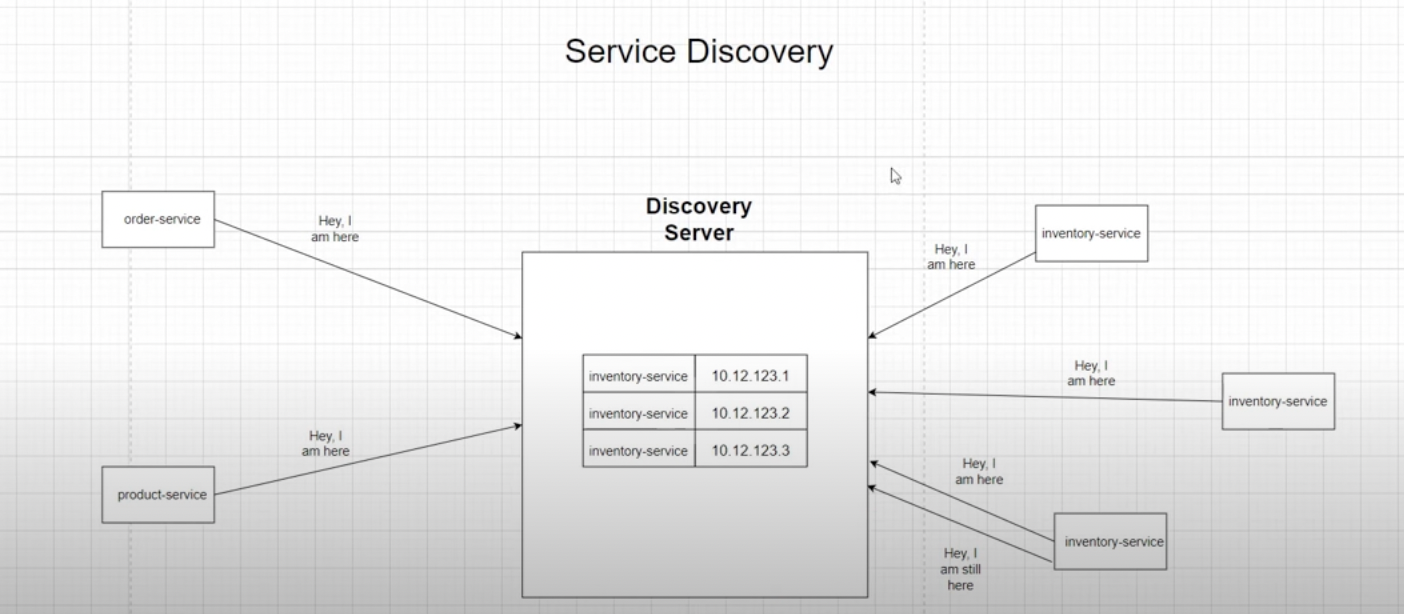 Service Discovery
order-service
Hey, I
am here
Discovery
Server
Hey, I
am here
inventory-service
inventory-service 10.12.123.1
inventory-service 10.12.123.2
inventory-service 10.12.123.3
Hey, I
am here
inventory-service
Hey, I
am here
product-service
Hey, I
am here
inventory-service
Hey, I
am still
here